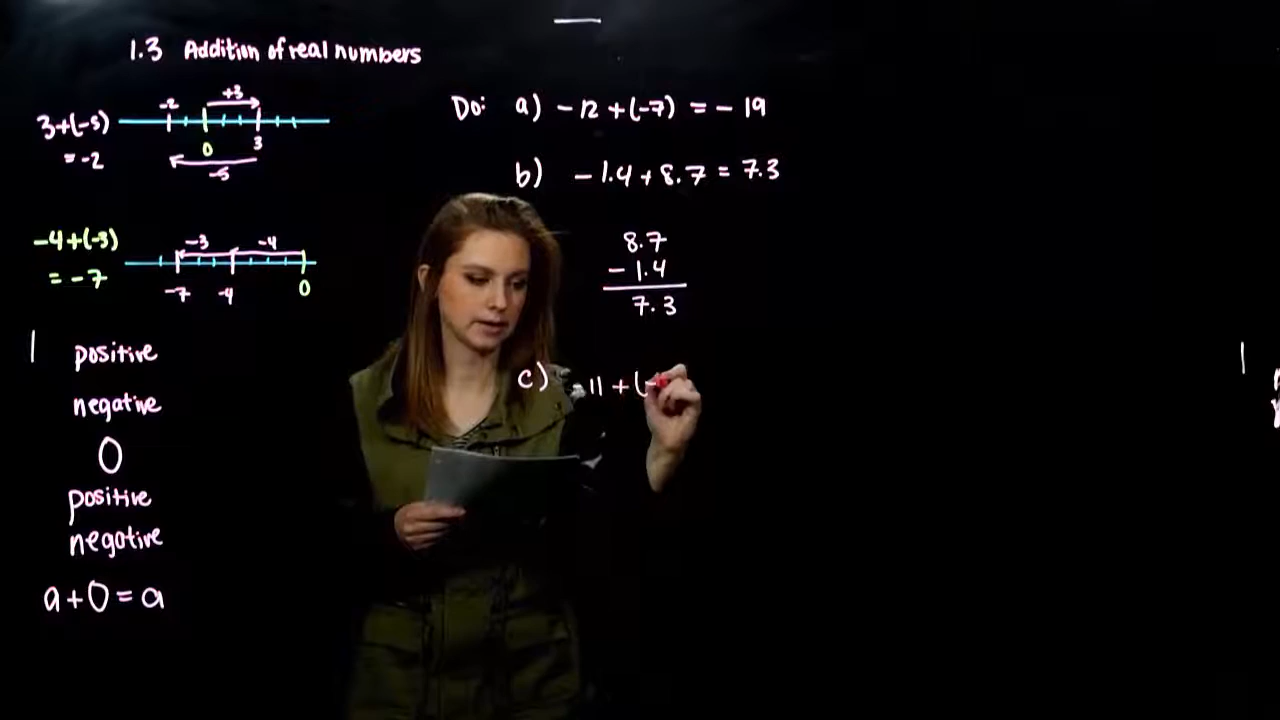 1.3 Addition of real numbers
3+(-5)
= -2
-2
+3
0
3
-5
-4+(-3)
= -7
-3
-4
-7
-4
0
positive
negative
0
positive
negative
a+0=a
Do: a) -12 +(-7) = -19
b) -1.4+8.7 = 7.3
8.7
-1.4
7.3
c) -11 + (-